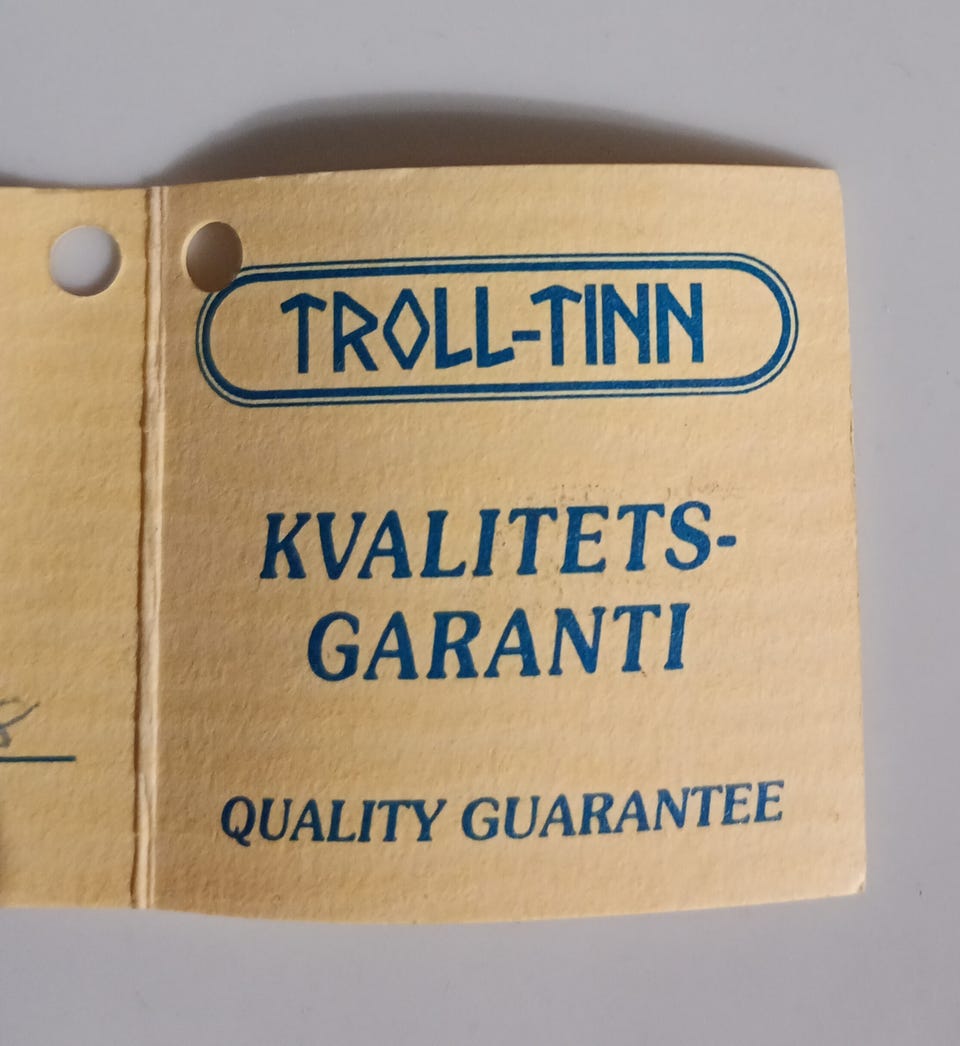 TROLL-TINN
KVALITETS-
GARANTI
QUALITY GUARANTEE